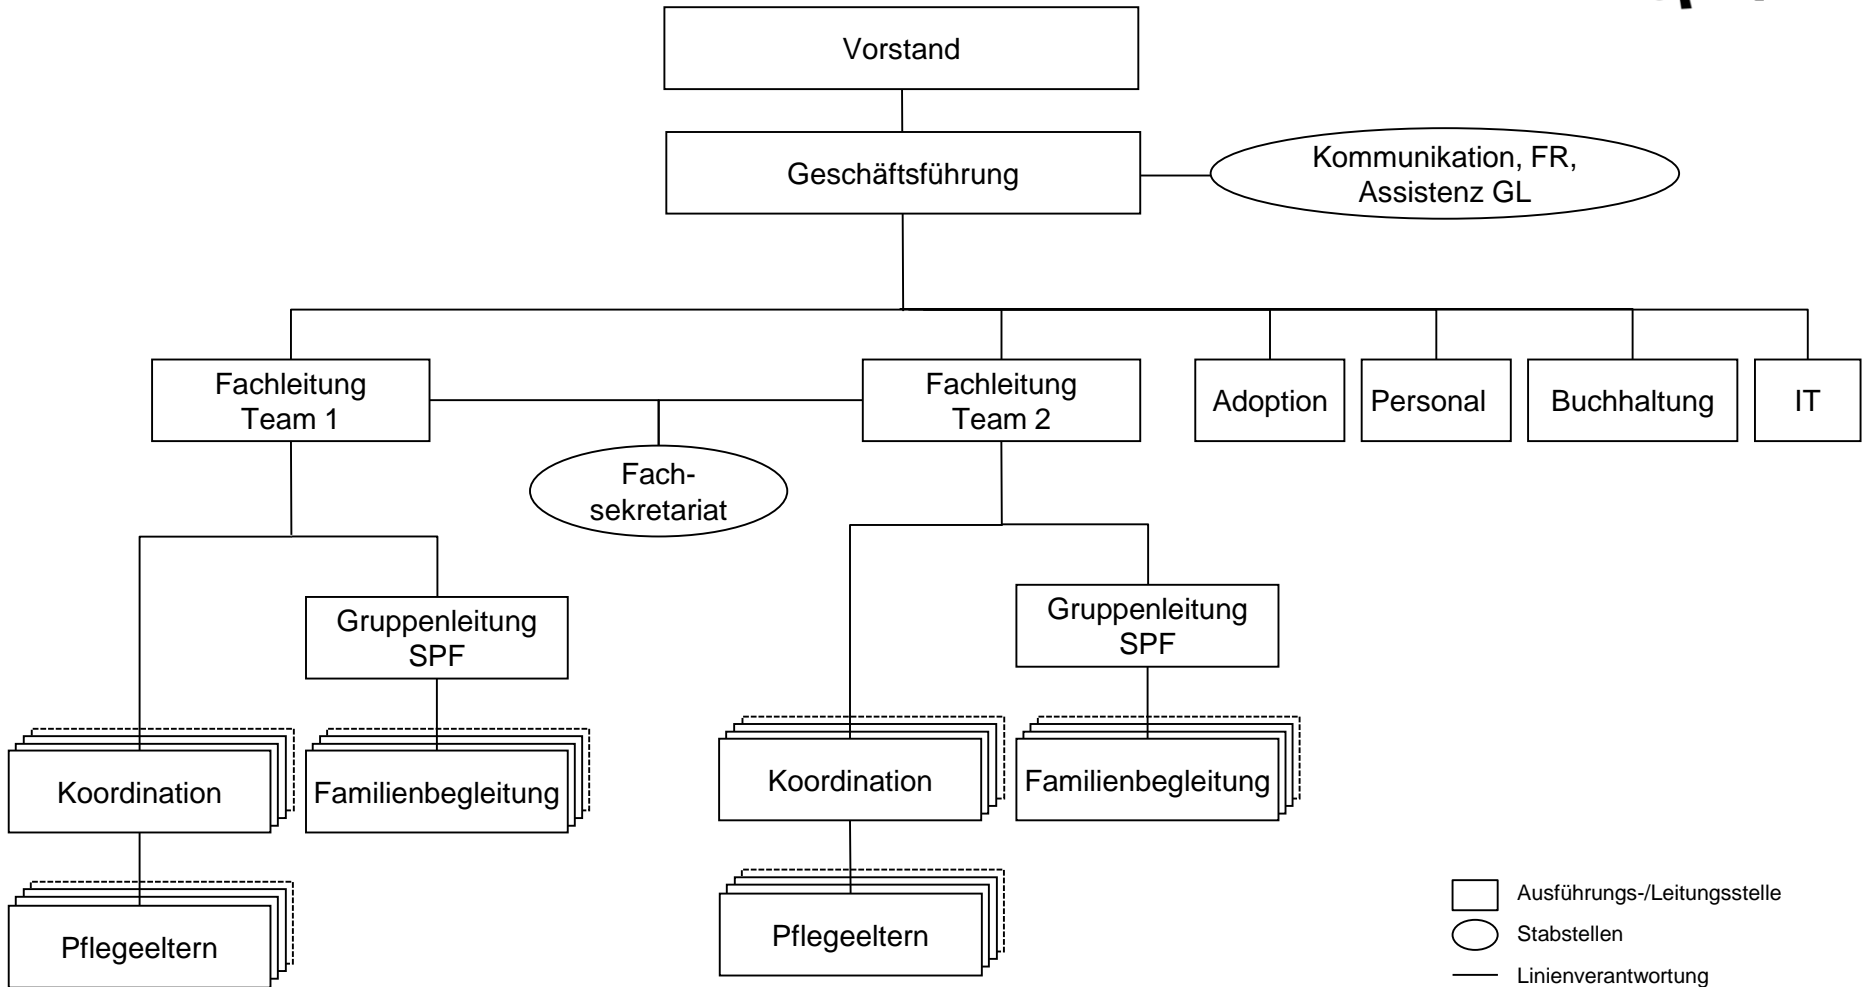 Vorstand
Geschäftsführung
Kommunikation, FR,
Assistenz GL
Fachleitung
Team 1
Fachleitung
Team 2
Adoption
Personal
Buchhaltung
IT
Fach-
sekretariat
Gruppenleitung
SPF
Gruppenleitung
SPF
Koordination
Familienbegleitung
Koordination
Familienbegleitung
Pflegeeltern
Pflegeeltern
Ausführungs-/Leitungsstelle
Stabstellen
Linienverantwortung